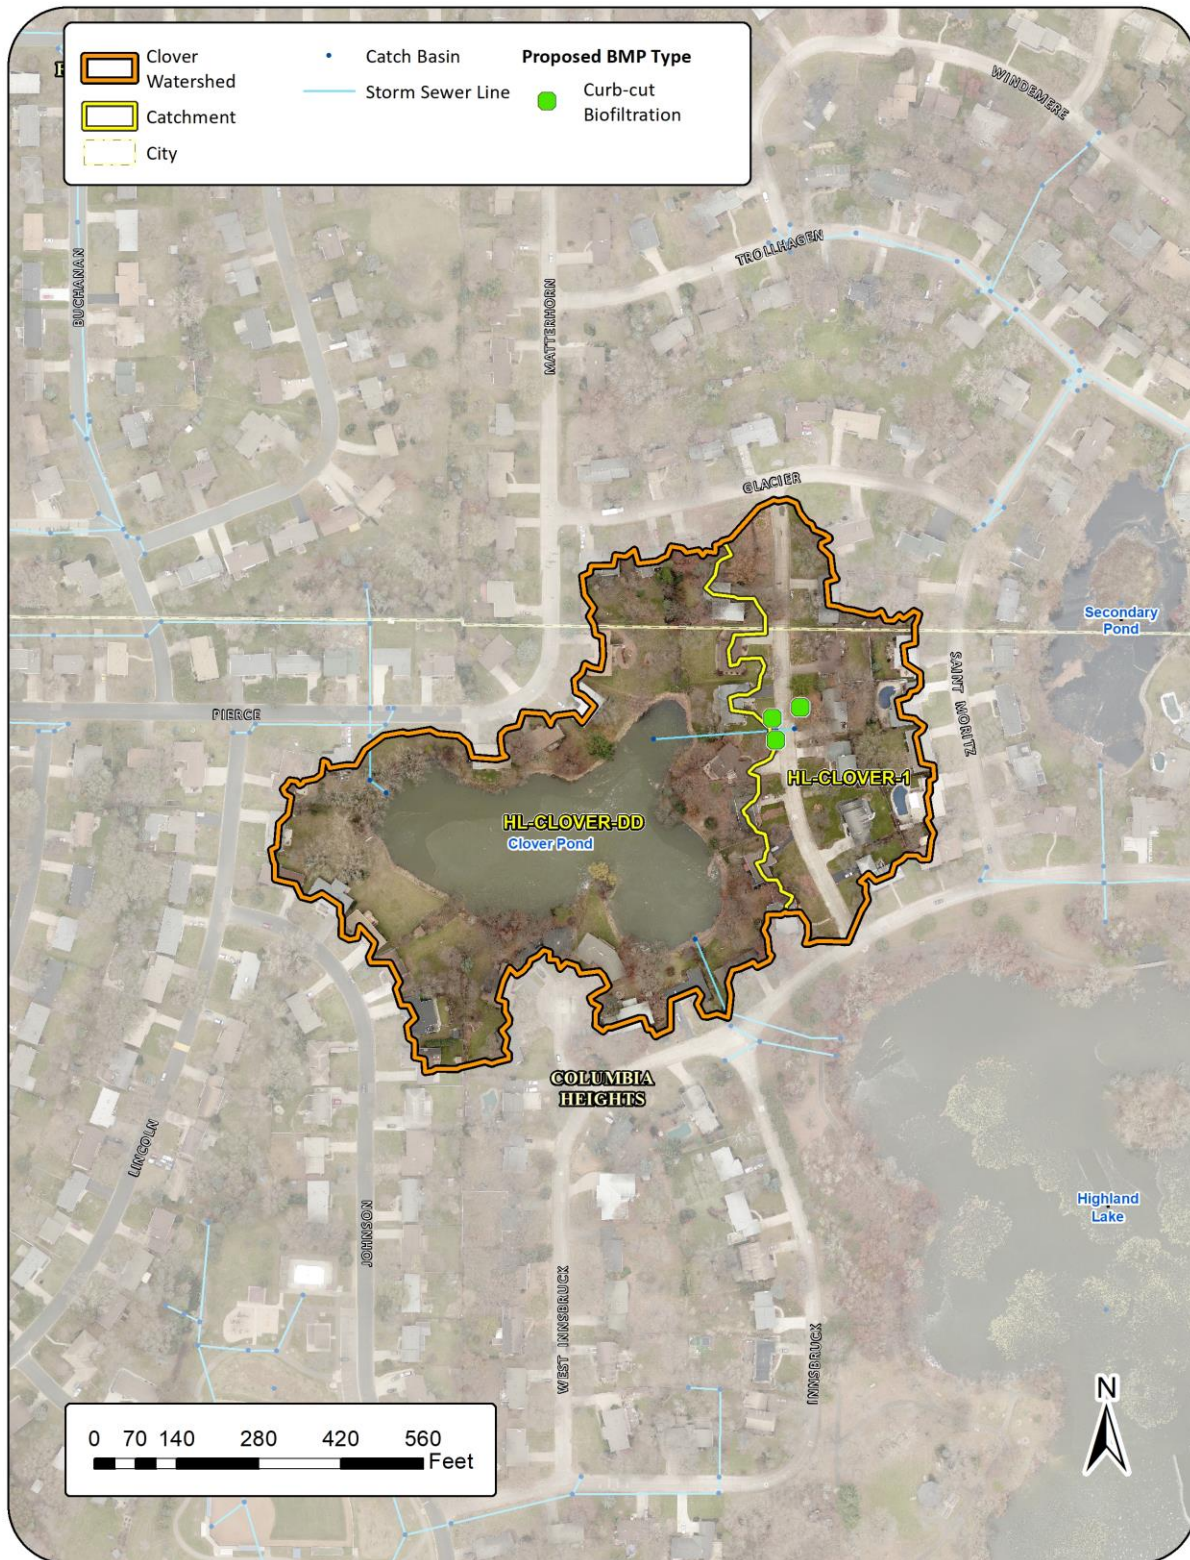 Clover
Watershed
Catchment
City
Catch Basin
Storm Sewer Line
Proposed BMP Type
Curb-cut
Biofiltration
WINDEMERE
TROLLHAGEN
BUCHANAN
MATTERHORN
GLACIER
Secondary
Pond
SAINT MORITZ
PIERCE
HL-CLOVER-1
HL-CLOVER-DD
Clover Pond
COLUMBIA
HEIGHTS
LINCOLN
JOHNSON
Highland
Lake
WEST INNSBRUCK
INNSBRUCK
N
0 70 140 280 420 560
Feet